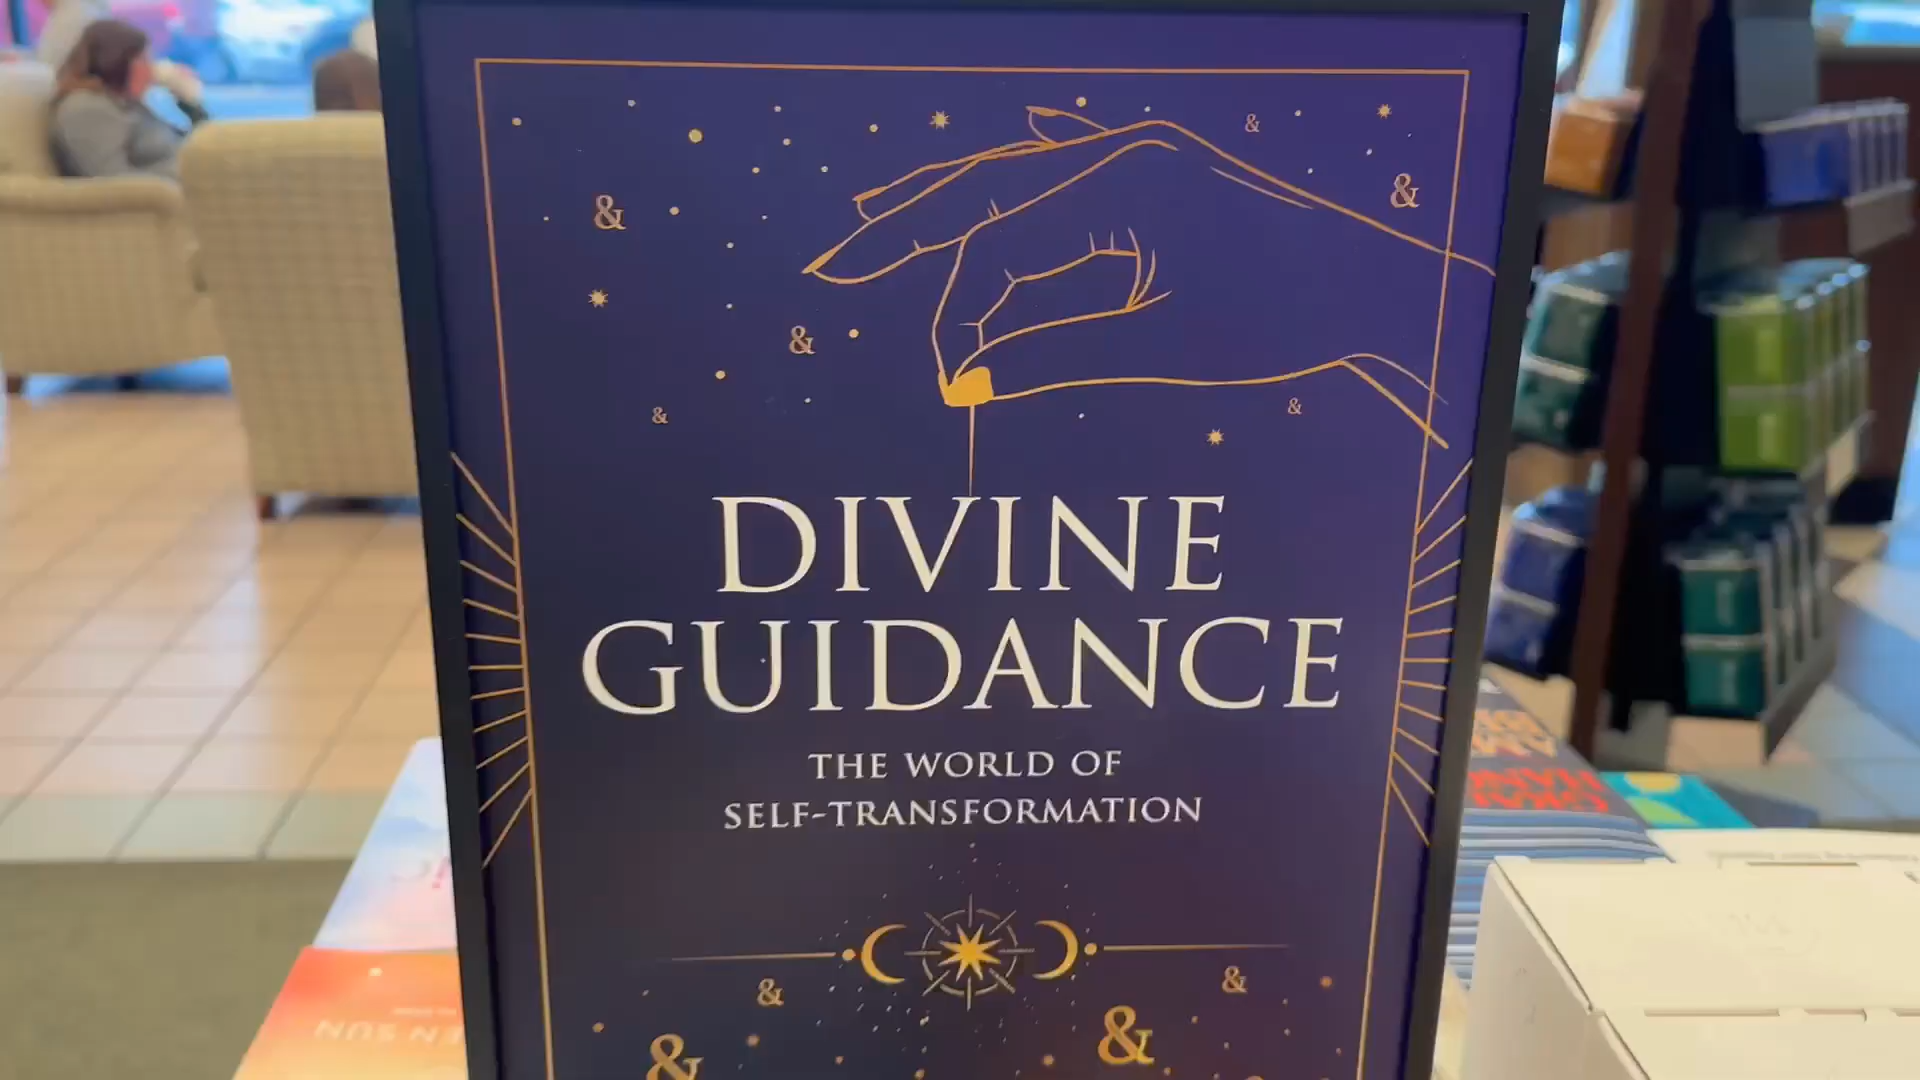 &
&
&
&
&
&
DIVINE
GUIDANCE
THE WORLD OF
SELF-TRANSFORMATION
&
&
&
&